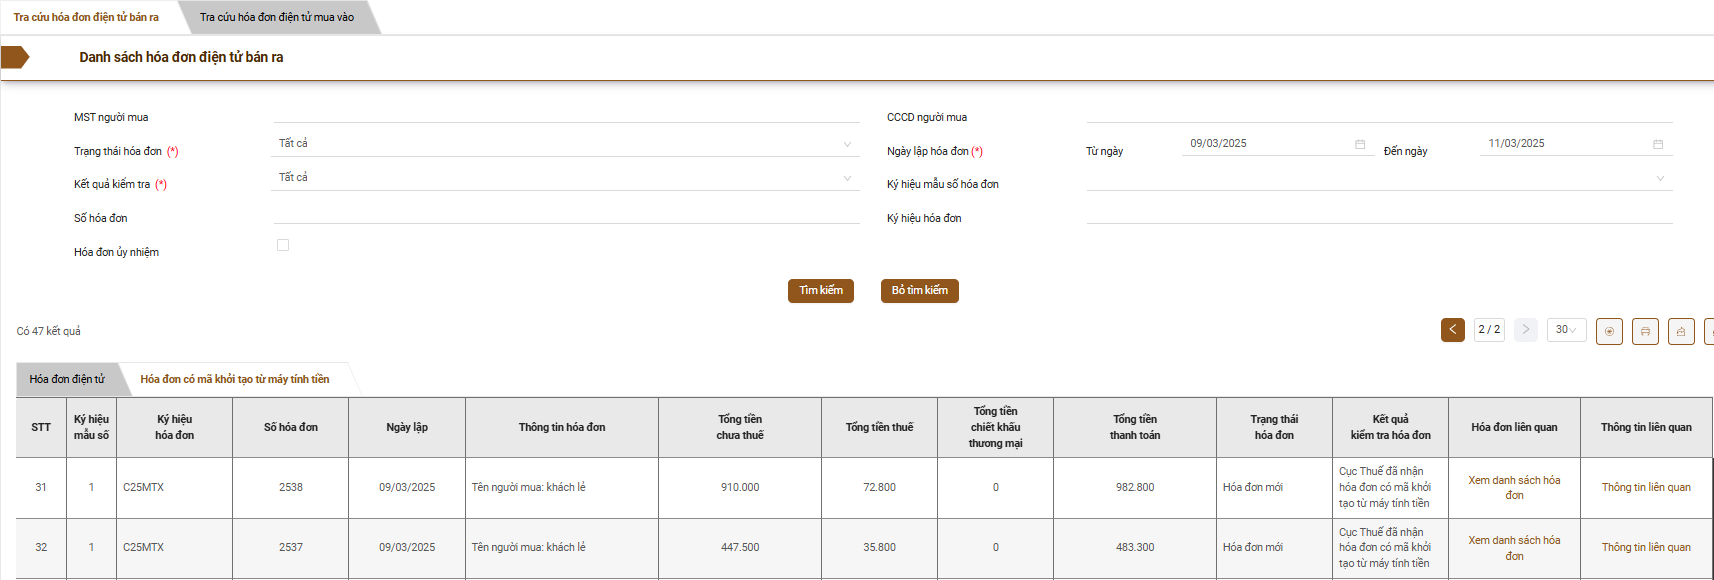 Tra cứu hóa đơn điện tử bán ra
Tra cứu hóa đơn điện tử mua vào
Danh sách hóa đơn điện tử bán ra
MST người mua
CCCD người mua
Trạng thái hóa đơn (*)
Tất cả
Ngày lập hóa đơn (*)
Từ ngày
09/03/2025
Đến ngày
11/03/2025
Kết quả kiểm tra (*)
Tất cả
Ký hiệu mẫu số hóa đơn
Số hóa đơn
Ký hiệu hóa đơn
Hóa đơn ủy nhiệm
Tìm kiếm
Bỏ tìm kiếm
Có 47 kết quả
2 / 2
30
Hóa đơn điện tử
Hóa đơn có mã khởi tạo từ máy tính tiền
STT
Ký hiệu
mẫu số
Ký hiệu
hóa đơn
Số hóa đơn
Ngày lập
Thông tin hóa đơn
Tổng tiền
chưa thuế
Tổng tiền thuế
Tổng tiền
chiết khấu
thương mại
Tổng tiền
thanh toán
Trạng thái
hóa đơn
Kết quả
kiểm tra hóa đơn
Hóa đơn liên quan
Thông tin liên quan
31
1
C25MTX
2538
09/03/2025
Tên người mua: khách lẻ
910.000
72.800
0
982.800
Hóa đơn mới
Cục Thuế đã nhận
hóa đơn có mã khởi
tạo từ máy tính tiền
Xem danh sách hóa
đơn
Thông tin liên quan
32
1
C25MTX
2537
09/03/2025
Tên người mua: khách lẻ
447.500
35.800
0
483.300
Hóa đơn mới
Cục Thuế đã nhận
hóa đơn có mã khởi
tạo từ máy tính tiền
Xem danh sách hóa
đơn
Thông tin liên quan